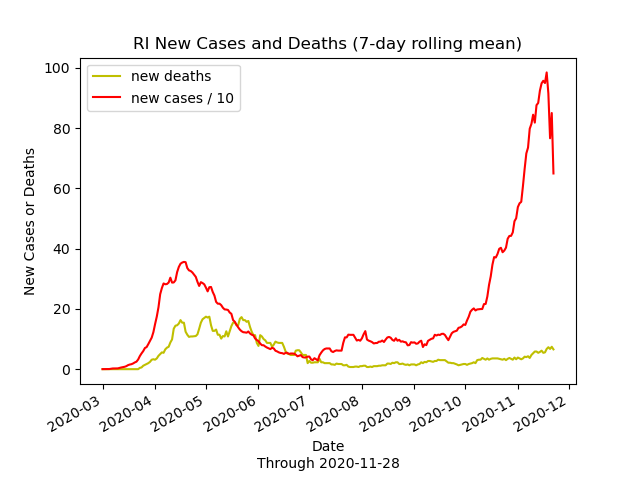 RI New Cases and Deaths (7-day rolling mean)
new deaths
new cases / 10
100
80
60
40
20
0
New Cases or Deaths
2020-03
2020-04
2020-05
2020-06
2020-07
2020-08
2020-09
2020-10
2020-11
2020-12
Date
Through 2020-11-28